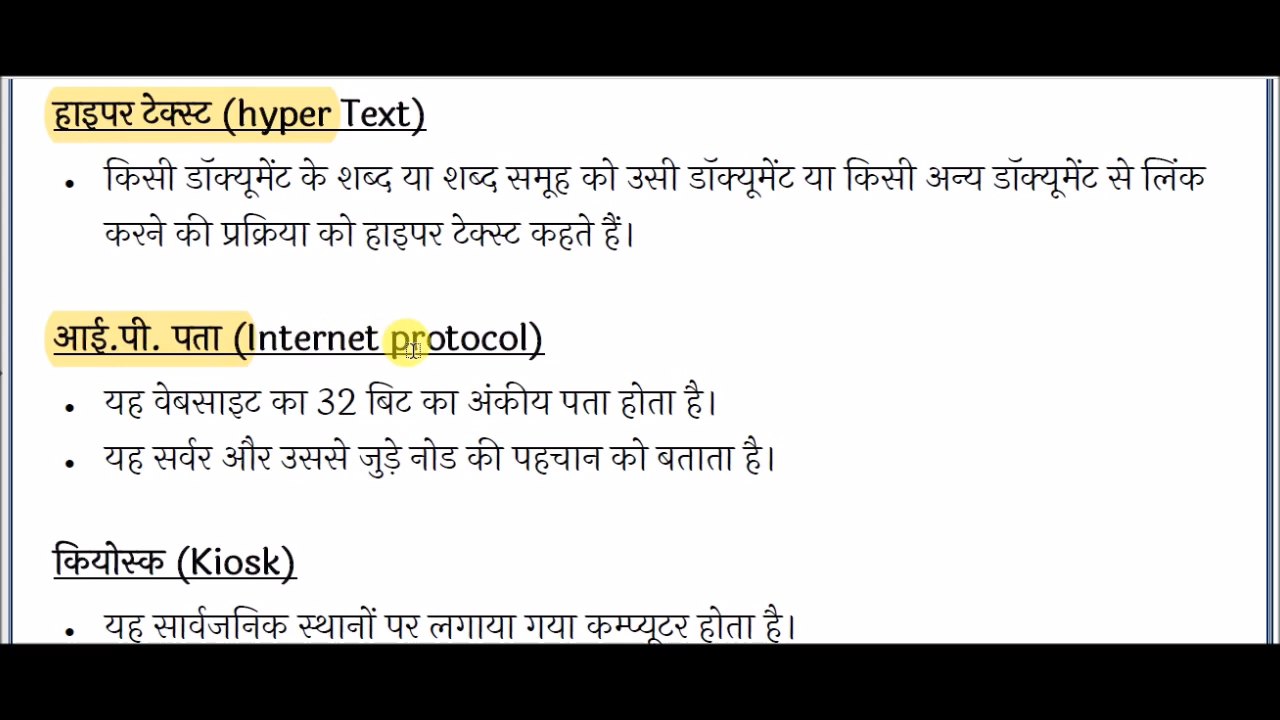 हाइपर टेक्स्ट (hyper Text)
• किसी डॉक्यूमेंट के शब्द या शब्द समूह को उसी डॉक्यूमेंट या किसी अन्य डॉक्यूमेंट से लिंक
करने की प्रक्रिया को हाइपर टेक्स्ट कहते हैं।
आई.पी. पता (Internet protocol)
• यह वेबसाइट का 32 बिट का अंकीय पता होता है।
• यह सर्वर और उससे जुड़े नोड की पहचान को बताता है।
कियोस्क (Kiosk)
• यह सार्वजनिक स्थानों पर लगाया गया कम्प्यूटर होता है।